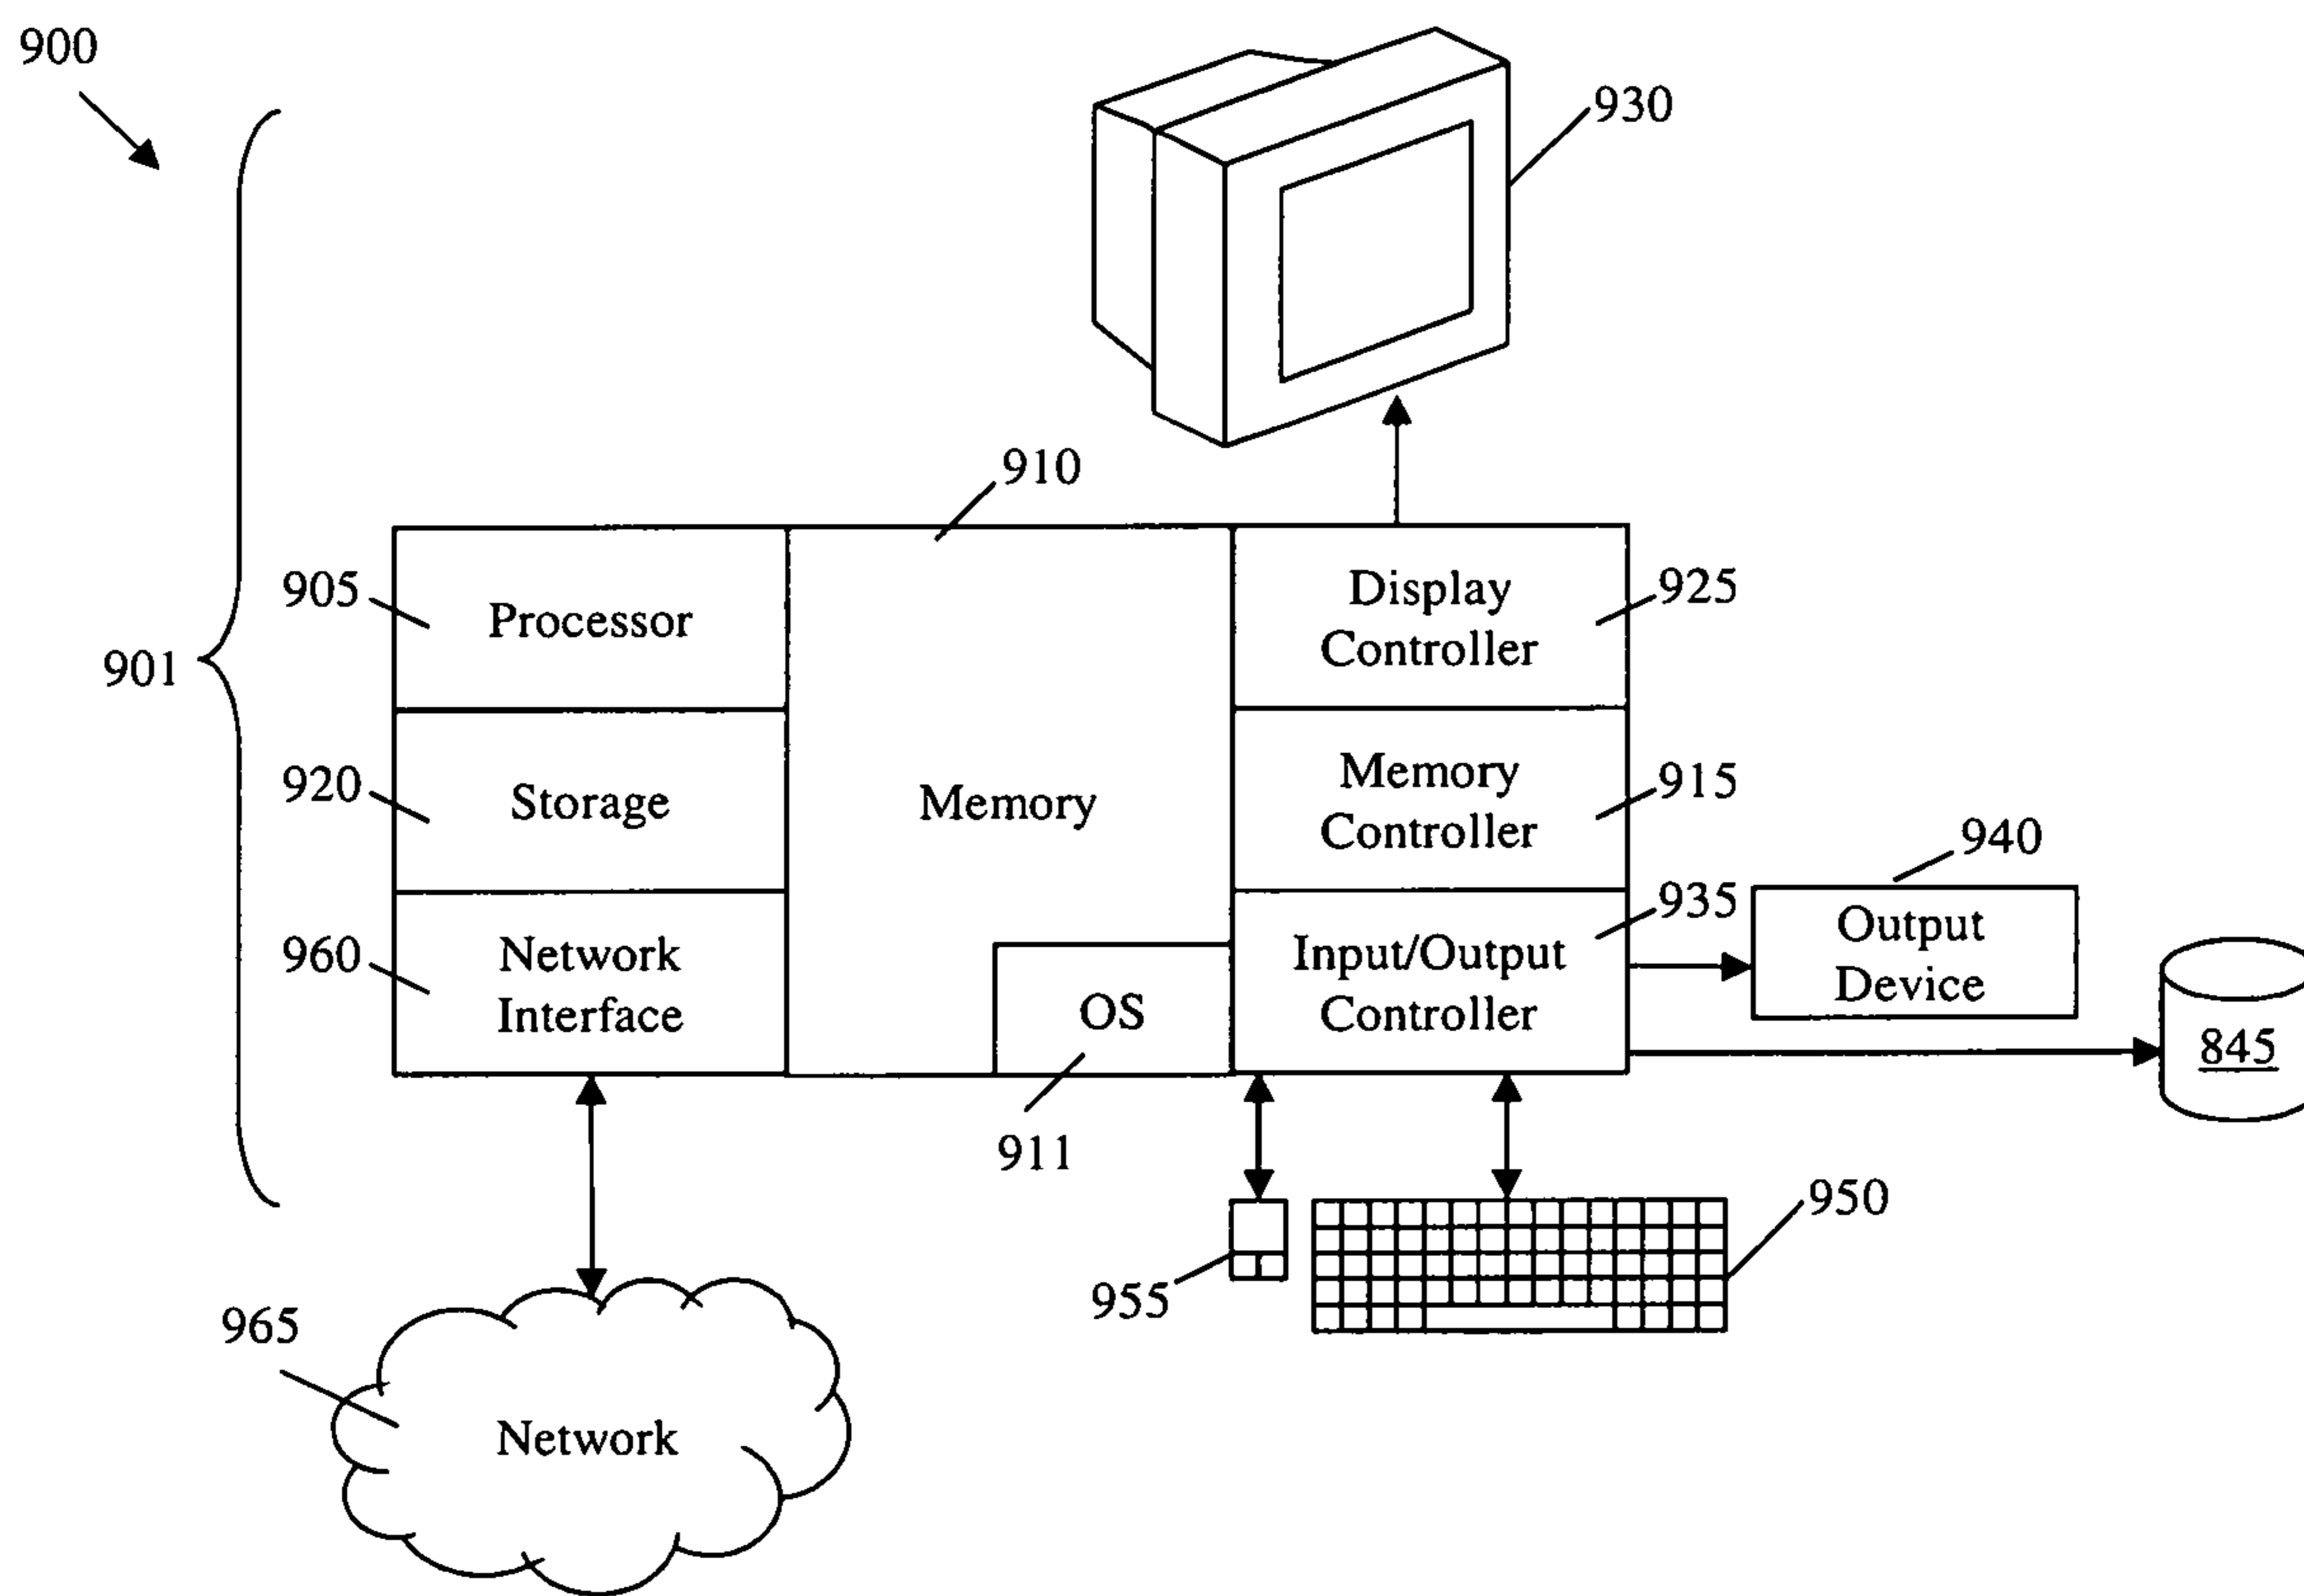 900
930
910
905
Processor
Display
Controller
925
901
920
Storage
Memory
Memory
Controller
915
940
935
960
Network
Interface
OS
Input/Output
Controller
Output
Device
845
911
950
955
965
Network